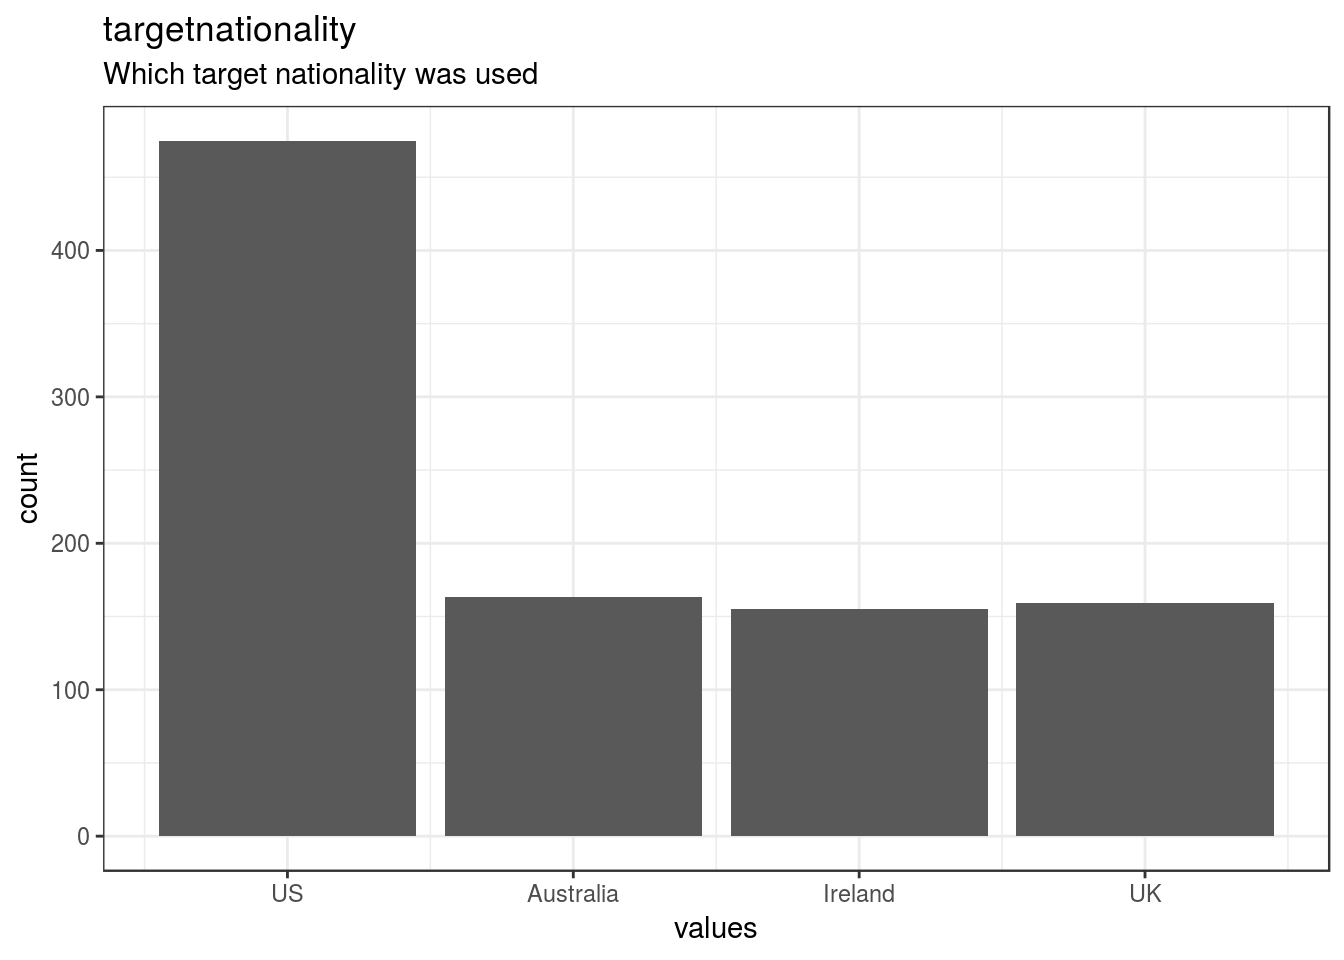 targetnationality
Which target nationality was used
count
400
300
200
100
0
US Australia Ireland UK
values